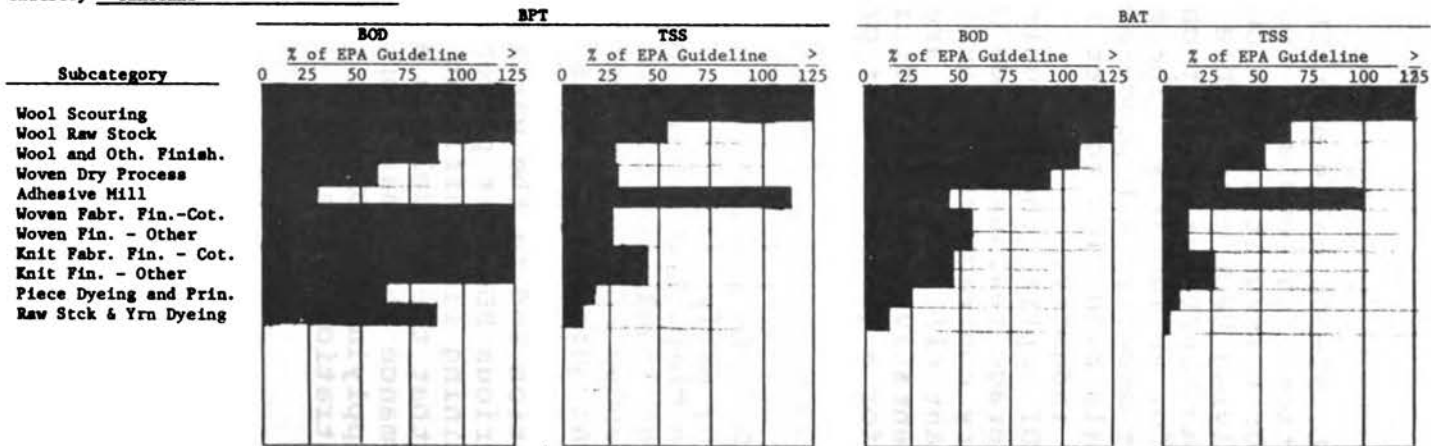 BPT BAT
BOD TSS BOD TSS
% of EPA Guideline > % of EPA Guideline > % of EPA Guideline > % of EPA Guideline >
Subcategory 0 25 50 75 100 125 0 25 50 75 100 125 0 25 50 75 100 125 0 25 50 75 100 125
Wool Scouring
Wool Raw Stock
Wool and Oth. Finish.
Woven Dry Process
Adhesive Mill
Woven Fabr. Fin.-Cot.
Woven Fin. - Other
Knit Fabr. Fin. - Cot.
Knit Fin. - Other
Piece Dyeing and Prin.
Raw Stck & Yrn Dyeing